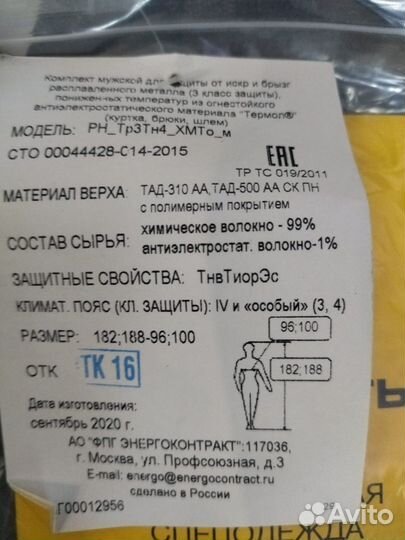 Комплект мужской для защиты от искр и брызг
расплавленного металла (3 класс защиты),
пониженных температур из огнестойкого
антиэлектростатического материала "Термол®"
(куртка, брюки, шлем)
МОДЕЛЬ: РН_Тр3Тн4_ХМТо_м
СТО 00044428-014-2015
ЕАС
ТР ТС 019/2011
МАТЕРИАЛ ВЕРХА: ТАД-310 АА,ТАД-500 АА СК ПН
с полимерным покрытием
СОСТАВ СЫРЬЯ: химическое волокно - 99%
антиэлектростат. волокно-1%
ЗАЩИТНЫЕ СВОЙСТВА: ТнвТиорЭс
КЛИМАТ. ПОЯС (КЛ. ЗАЩИТЫ): IV и «особый» (3, 4)
РАЗМЕР: 182;188-96;100
96;100
182;188
ОТК ТК 16
Дата изготовления:
сентябрь 2020 г.
АО "ФПГ ЭНЕРГОКОНТРАКТ":117036,
г. Москва, ул. Профсоюзная, д.3
E-mail: energo@energocontract.ru
сделано в России
Г00012956
СПЕЦОДЕЖДА
Avito